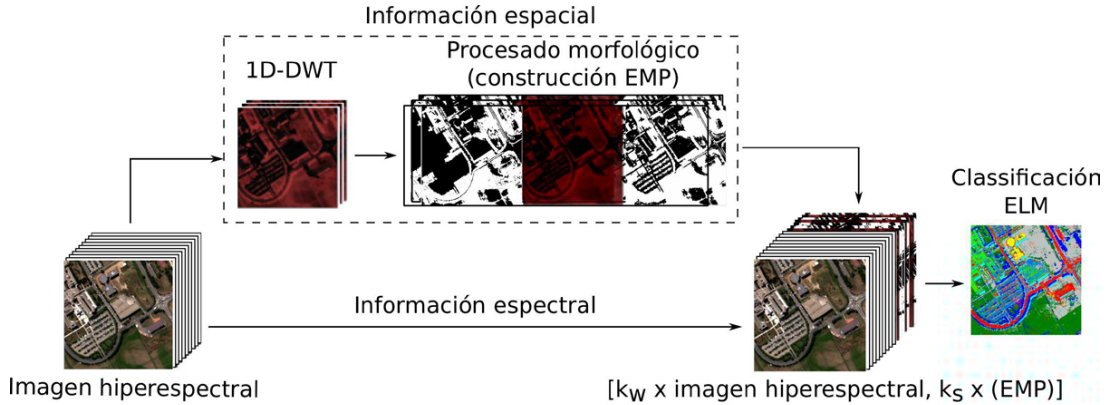 Información espacial
1D-DWT
Procesado morfológico
(construcción EMP)
Classificación
ELM
Información espectral
Imagen hiperespectral
[kw x imagen hiperespectral, ks x (EMP)]